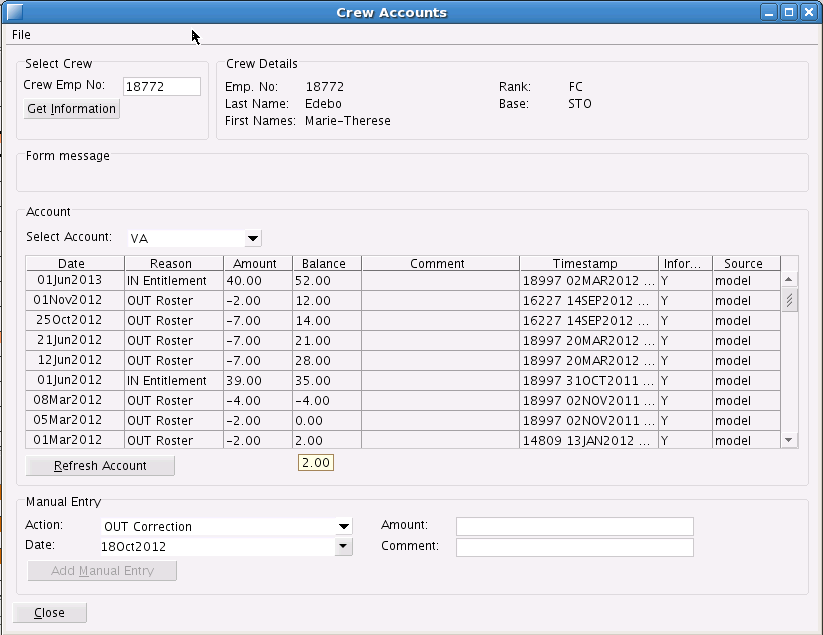 Crew Accounts
File
Select Crew
Crew Emp No: 18772
Get Information
Crew Details
Emp. No: 18772 Rank: FC
Last Name: Edebo Base: STO
First Names: Marie-Therese
Form message
Account
Select Account: VA
Date Reason Amount Balance Comment Timestamp Infor... Source
01Jun2013 IN Entitlement 40.00 52.00 18997 02MAR2012 ... Y model
01Nov2012 OUT Roster -2.00 12.00 16227 14SEP2012 ... Y model
25Oct2012 OUT Roster -7.00 14.00 16227 14SEP2012 ... Y model
21Jun2012 OUT Roster -7.00 21.00 18997 20MAR2012 ... Y model
12Jun2012 OUT Roster -7.00 28.00 18997 20MAR2012 ... Y model
01Jun2012 IN Entitlement 39.00 35.00 18997 31OCT2011 ... Y model
08Mar2012 OUT Roster -4.00 -4.00 18997 02NOV2011 ... Y model
05Mar2012 OUT Roster -2.00 0.00 18997 02NOV2011 ... Y model
01Mar2012 OUT Roster -2.00 2.00 14809 13JAN2012 ... Y model
Refresh Account 2.00
Manual Entry
Action: OUT Correction Amount:
Date: 18Oct2012 Comment:
Add Manual Entry
Close